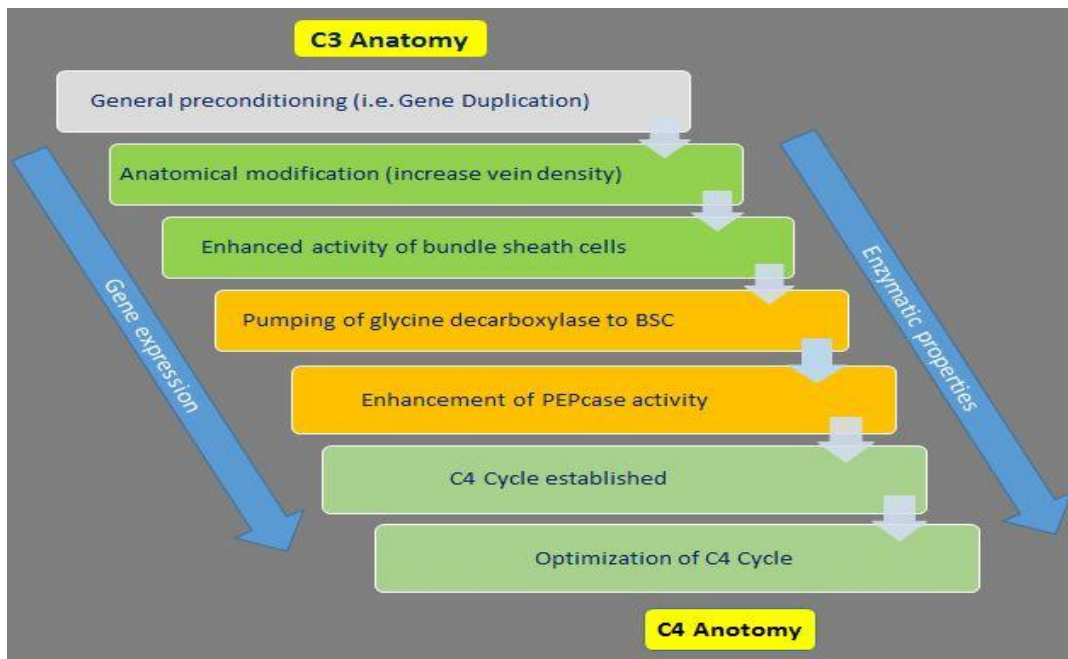 C3 Anatomy
General preconditioning (i.e. Gene Duplication)
Anatomical modification (increase vein density)
Enhanced activity of bundle sheath cells
Pumping of glycine decarboxylase to BSC
Enhancement of PEPcase activity
C4 Cycle established
Optimization of C4 Cycle
C4 Anotomy
Gene expression
Enzymatic properties